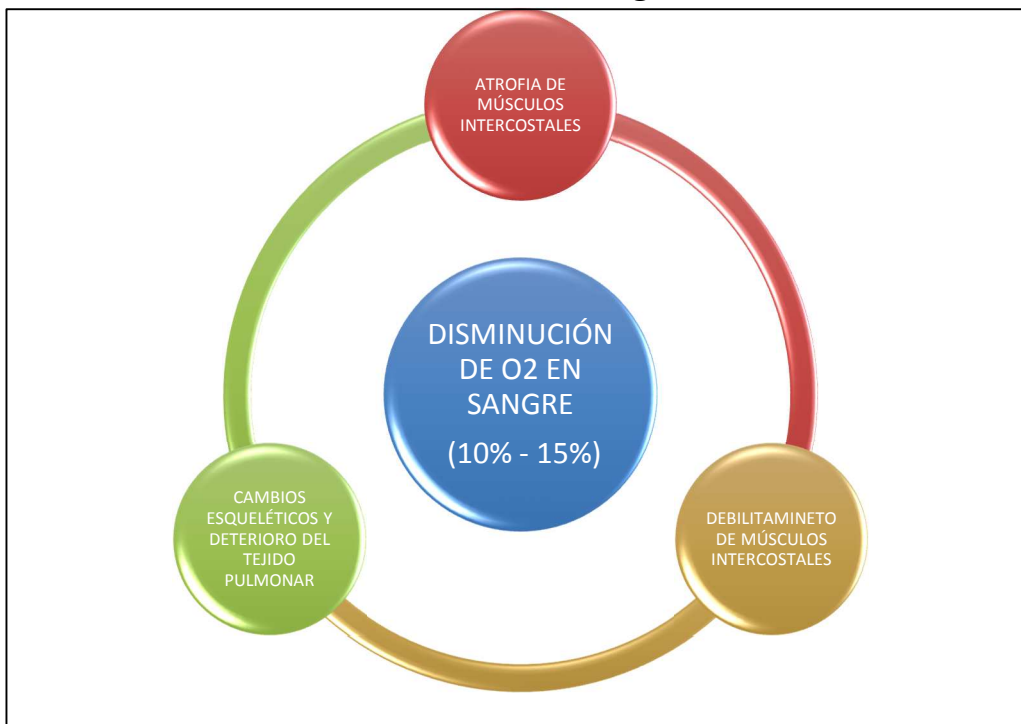 ATROFIA DE
MÚSCULOS
INTERCOSTALES
DISMINUCIÓN
DE O2 EN
SANGRE
(10% - 15%)
CAMBIOS
ESQUELÉTICOS Y
DETERIORO DEL
TEJIDO
PULMONAR
DEBILITAMINETO
DE MÚSCULOS
INTERCOSTALES